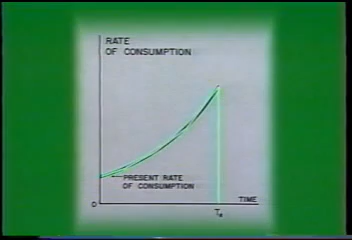 RATE
OF CONSUMPTION
PRESENT RATE
OF CONSUMPTION
TIME
0
Te